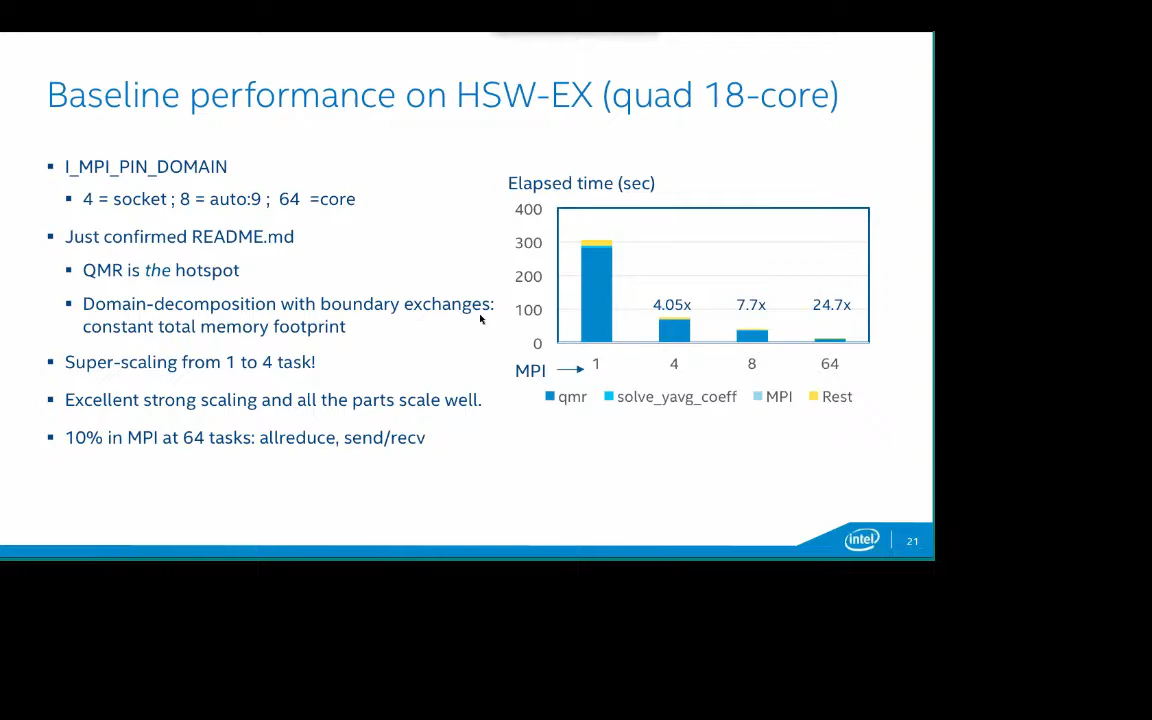 Baseline performance on HSW-EX (quad 18-core)
▪ I_MPI_PIN_DOMAIN
▪ 4 = socket ; 8 = auto:9 ; 64 =core
▪ Just confirmed README.md
▪ QMR is the hotspot
▪ Domain-decomposition with boundary exchanges:
constant total memory footprint
▪ Super-scaling from 1 to 4 task!
▪ Excellent strong scaling and all the parts scale well.
▪ 10% in MPI at 64 tasks: allreduce, send/recv
Elapsed time (sec)
400
300
200
100
0
4.05x 7.7x 24.7x
MPI 1 4 8 64
qmr solve_yavg_coeff MPI Rest
intel 21